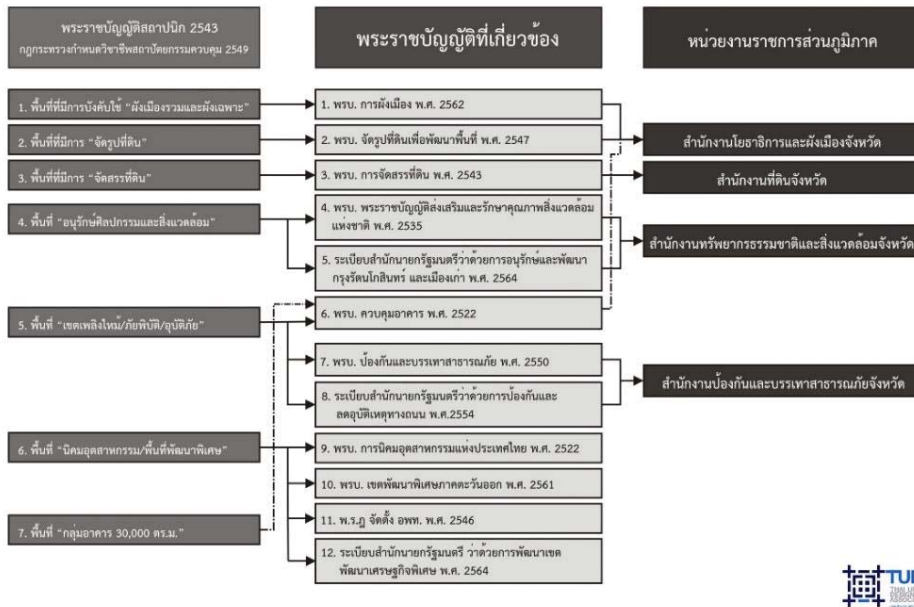 พระราชบัญญัติสถาปนิก 2543
กฎกระทรวงกำหนดวิชาชีพสถาปัตยกรรมควบคุม 2549
พระราชบัญญัติที่เกี่ยวข้อง
หน่วยงานราชการส่วนภูมิภาค
1. พื้นที่ที่มีการบังคับใช้ "ผังเมืองรวมและผังเฉพาะ"
2. พื้นที่ที่มีการ "จัดรูปที่ดิน"
3. พื้นที่ที่มีการ "จัดสรรที่ดิน"
4. พื้นที่ "อนุรักษ์ศิลปกรรมและสิ่งแวดล้อม"
5. พื้นที่ "เขตเพลิงไหม้/ภัยพิบัติ/อุบัติภัย"
6. พื้นที่ "นิคมอุตสาหกรรม/พื้นที่พัฒนาพิเศษ"
7. พื้นที่ "กลุ่มอาคาร 30,000 ตร.ม."
1. พรบ. การผังเมือง พ.ศ. 2562
2. พรบ. จัดรูปที่ดินเพื่อพัฒนาพื้นที่ พ.ศ. 2547
3. พรบ. การจัดสรรที่ดิน พ.ศ. 2543
4. พรบ. พระราชบัญญัติส่งเสริมและรักษาคุณภาพสิ่งแวดล้อม
แห่งชาติ พ.ศ. 2535
5. ระเบียบสำนักนายกรัฐมนตรีว่าด้วยการอนุรักษ์และพัฒนา
กรุงรัตนโกสินทร์ และเมืองเก่า พ.ศ. 2564
6. พรบ. ควบคุมอาคาร พ.ศ. 2522
7. พรบ. ป้องกันและบรรเทาสาธารณภัย พ.ศ. 2550
8. ระเบียบสำนักนายกรัฐมนตรีว่าด้วยการป้องกันและ
ลดอุบัติเหตุทางถนน พ.ศ.2554
9. พรบ. การนิคมอุตสาหกรรมแห่งประเทศไทย พ.ศ. 2522
10. พรบ. เขตพัฒนาพิเศษภาคตะวันออก พ.ศ. 2561
11. พ.ร.ฎ จัดตั้ง อพท. พ.ศ. 2546
12. ระเบียบสำนักนายกรัฐมนตรี ว่าด้วยการพัฒนาเขต
พัฒนาเศรษฐกิจพิเศษ พ.ศ. 2564
สำนักงานโยธาธิการและผังเมืองจังหวัด
สำนักงานที่ดินจังหวัด
สำนักงานทรัพยากรธรรมชาติและสิ่งแวดล้อมจังหวัด
สำนักงานป้องกันและบรรเทาสาธารณภัยจังหวัด